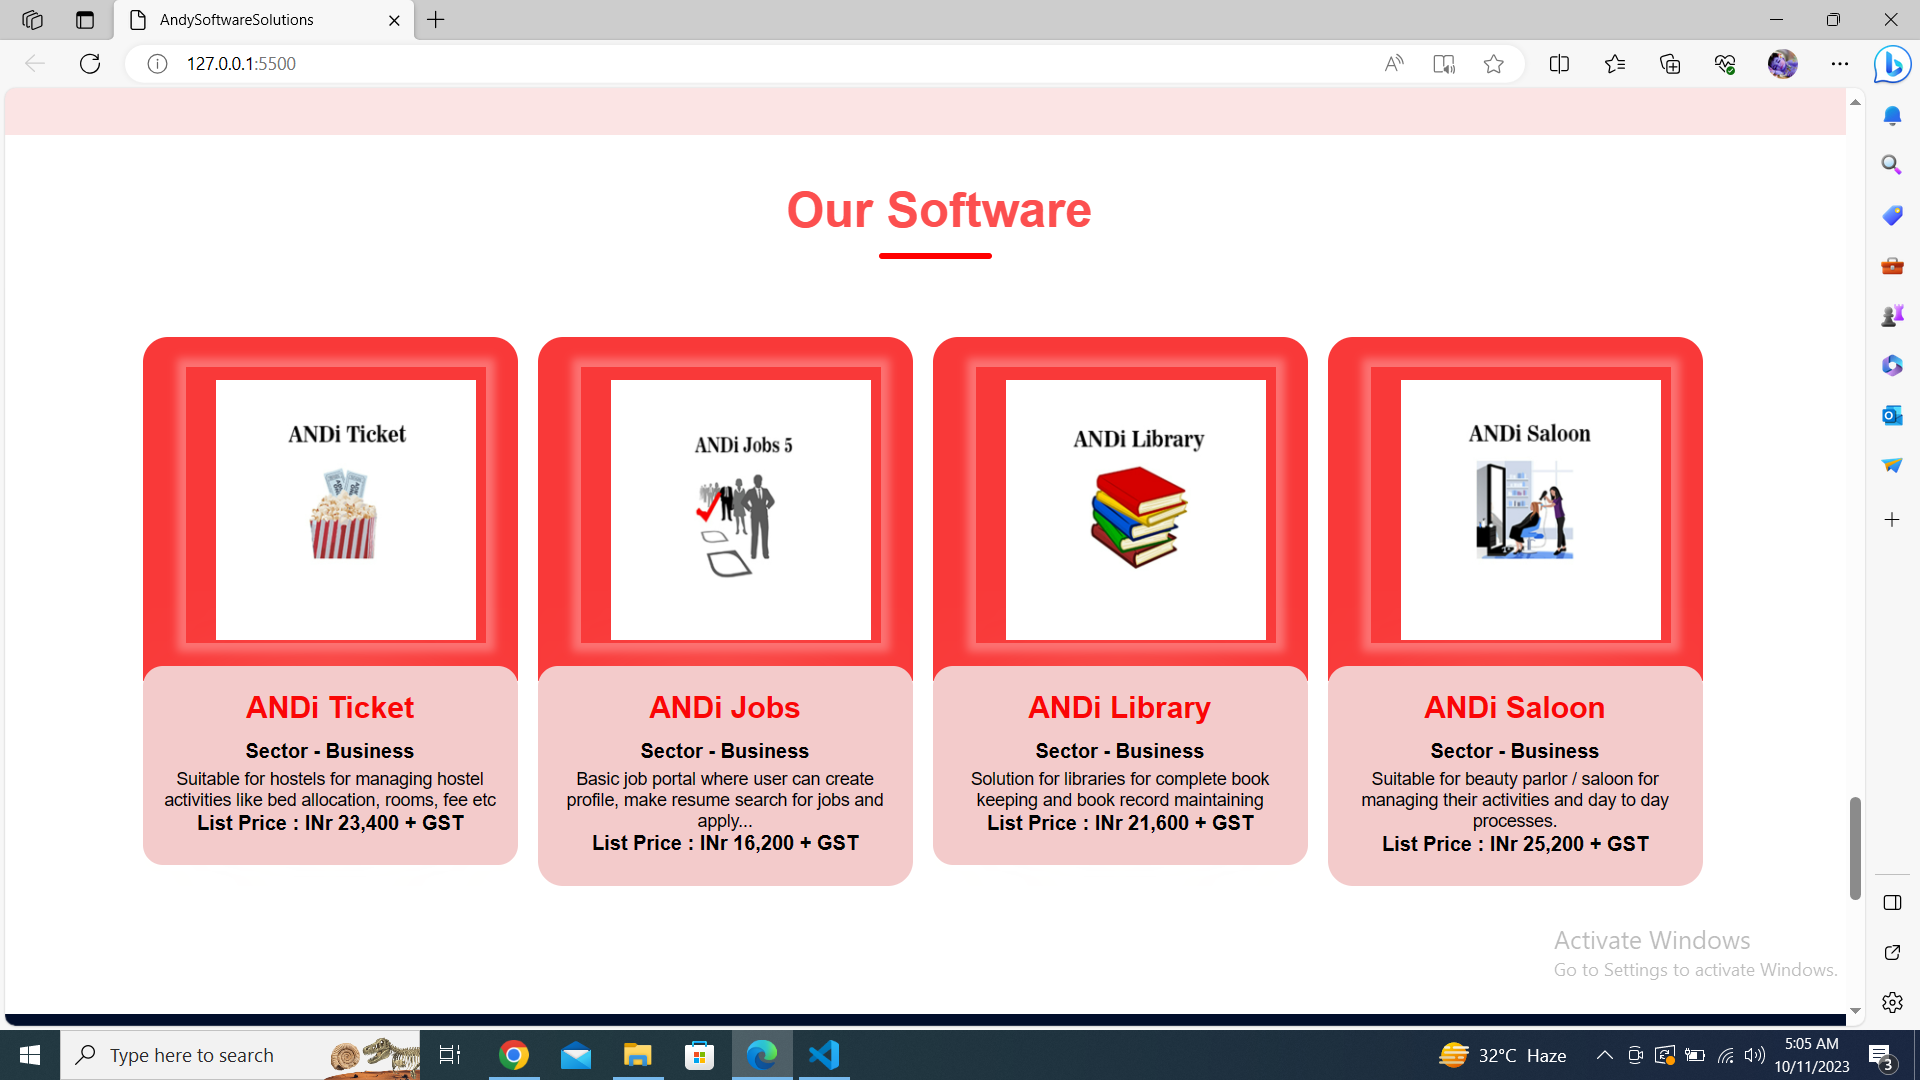 AndySoftwareSolutions
127.0.0.1:5500
Our Software
ANDi Ticket
ANDi Jobs 5
ANDi Library
ANDi Saloon
ANDi Ticket
Sector - Business
Suitable for hostels for managing hostel
activities like bed allocation, rooms, fee etc
List Price : INr 23,400 + GST
ANDi Jobs
Sector - Business
Basic job portal where user can create
profile, make resume search for jobs and
apply...
List Price : INr 16,200 + GST
ANDi Library
Sector - Business
Solution for libraries for complete book
keeping and book record maintaining
List Price : INr 21,600 + GST
ANDi Saloon
Sector - Business
Suitable for beauty parlor / saloon for
managing their activities and day to day
processes.
List Price : INr 25,200 + GST
Activate Windows
Go to Settings to activate Windows.
Type here to search
32°C Haze
5:05 AM
10/11/2023
3